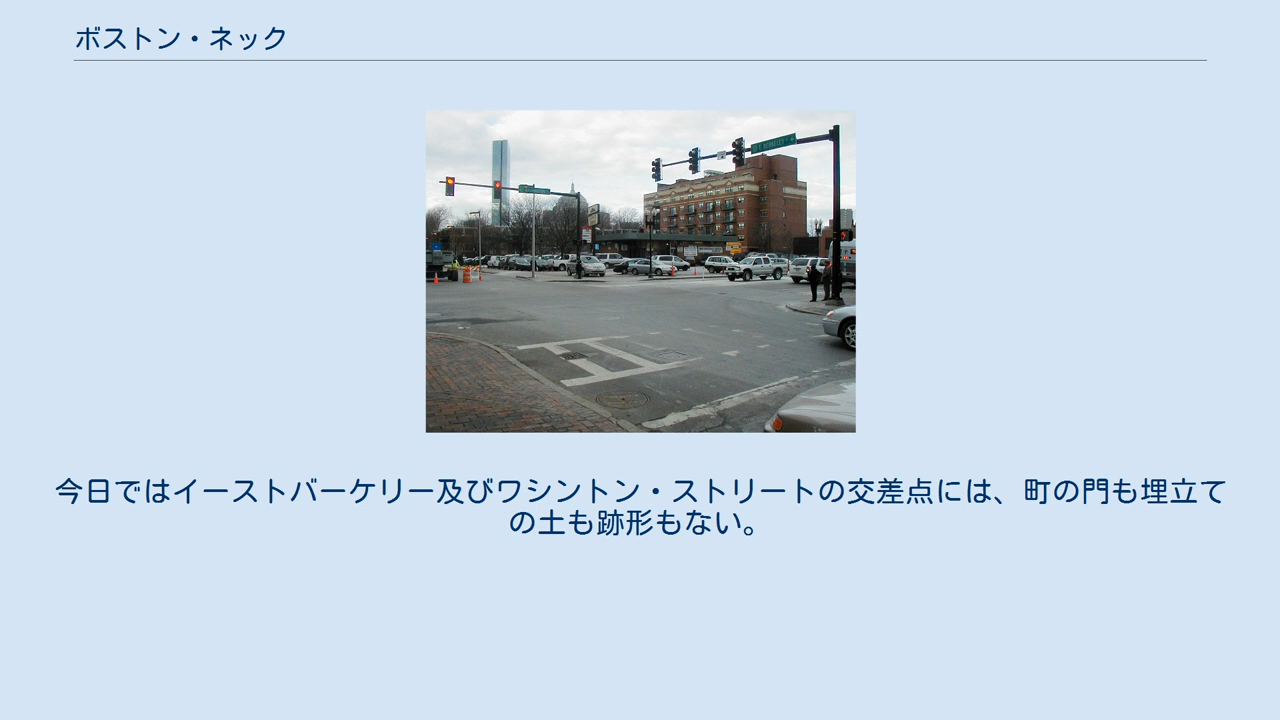 ボストン・ネック
今日ではイーストバーケリー及びワシントン・ストリートの交差点には、町の門も埋立て
の土も跡形もない。